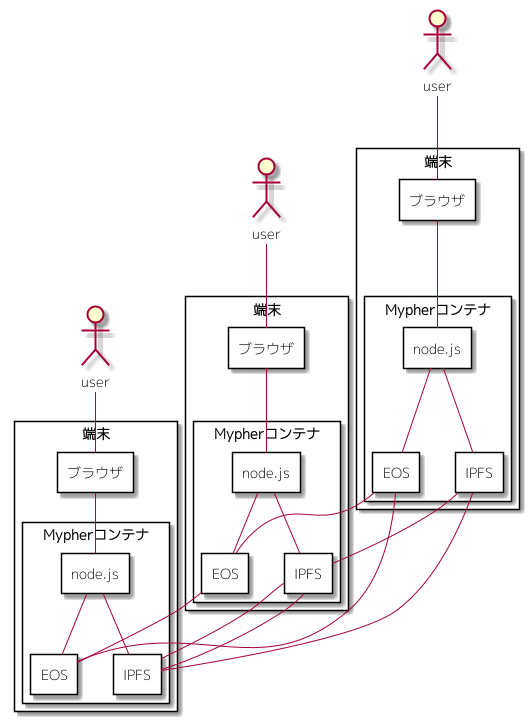 user
端末
ブラウザ
Mypherコンテナ
node.js
EOS
IPFS
user
端末
ブラウザ
Mypherコンテナ
node.js
EOS
IPFS
user
端末
ブラウザ
Mypherコンテナ
node.js
EOS
IPFS